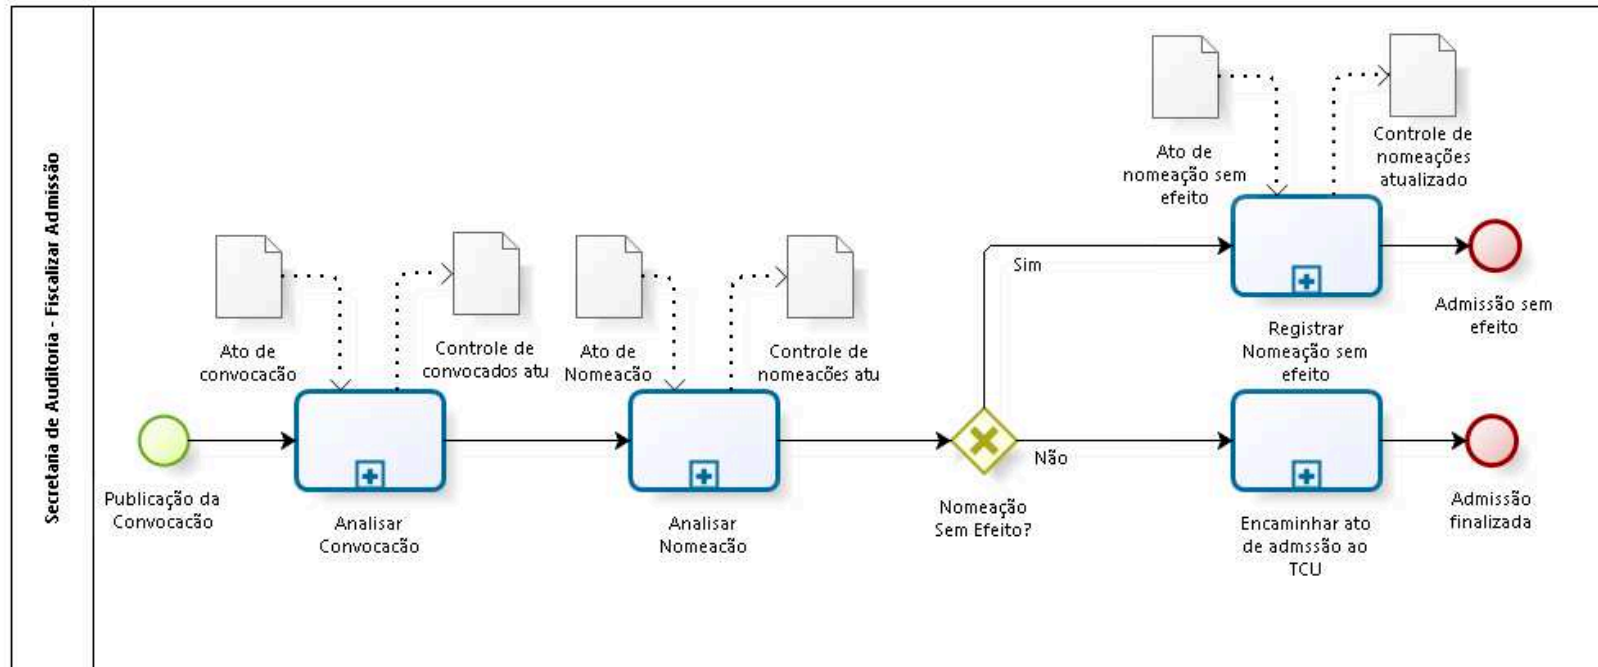 Secretaria de Auditoria - Fiscalizar Admissão
Publicação da
Convocacão
Ato de
convocacão
Controle de
convocados atu
Analisar
Convocacão
Ato de
Nomeacão
Controle de
nomeacões atu
Analisar
Nomeacão
Nomeação
Sem Efeito?
Sim
Não
Ato de
nomeação sem
efeito
Controle de
nomeações
atualizado
Registrar
Nomeação sem
efeito
Admissão sem
efeito
Encaminhar ato
de admssão ao
TCU
Admissão
finalizada